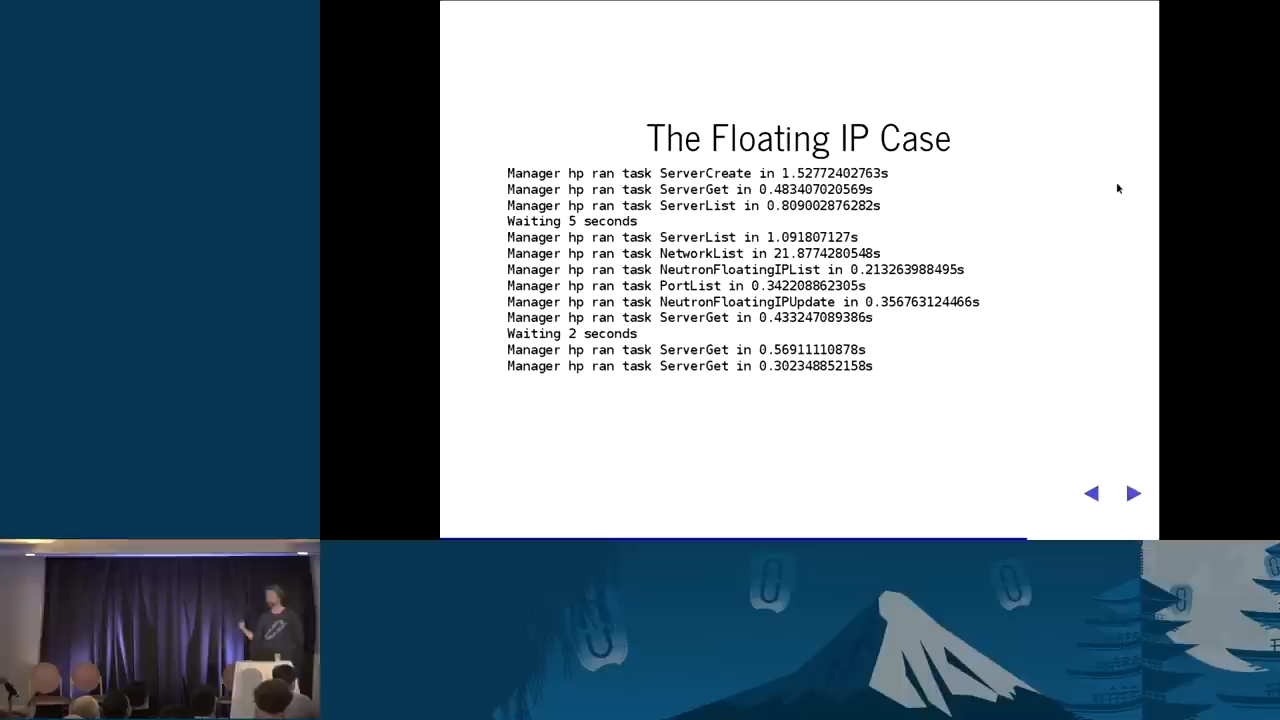 The Floating IP Case
Manager hp ran task ServerCreate in 1.52772402763s
Manager hp ran task ServerGet in 0.483407020569s
Manager hp ran task ServerList in 0.809002876282s
Waiting 5 seconds
Manager hp ran task ServerList in 1.091807127s
Manager hp ran task NetworkList in 21.8774280548s
Manager hp ran task NeutronFloatingIPList in 0.213263988495s
Manager hp ran task PortList in 0.342208862305s
Manager hp ran task NeutronFloatingIPUpdate in 0.356763124466s
Manager hp ran task ServerGet in 0.433247089386s
Waiting 2 seconds
Manager hp ran task ServerGet in 0.56911110878s
Manager hp ran task ServerGet in 0.302348852158s